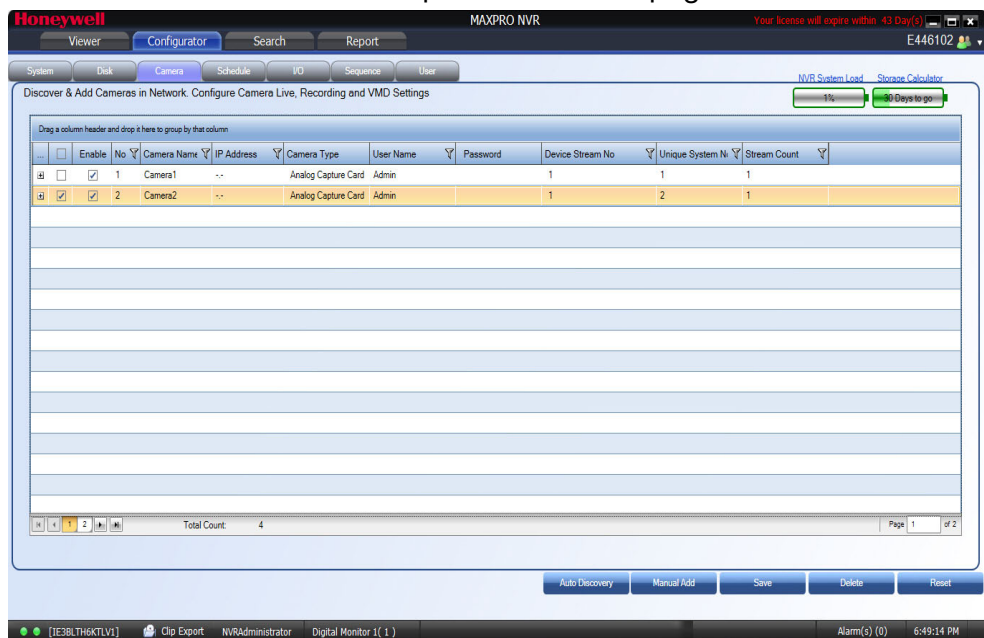 Honeywell MAXPRO NVR Your license will expire within 43 Day(s)
Viewer Configurator Search Report E446102
System Disk Camera Schedule I/O Sequence User
NVR System Load Storage Calculator
Discover & Add Cameras in Network. Configure Camera Live, Recording and VMD Settings
1% 30 Days to go
Drag a column header and drop it here to group by that column
... Enable No Camera Name IP Address Camera Type User Name Password Device Stream No Unique System No Stream Count
1 Camera1 -.- Analog Capture Card Admin 1 1 1
2 Camera2 -.- Analog Capture Card Admin 1 2 1
1 2 Total Count: 4 Page 1 of 2
Auto Discovery Manual Add Save Delete Reset
[IE3BLTH6KTLV1] Clip Export NVRAdministrator Digital Monitor 1( 1 ) Alarm(s) (0) 6:49:14 PM